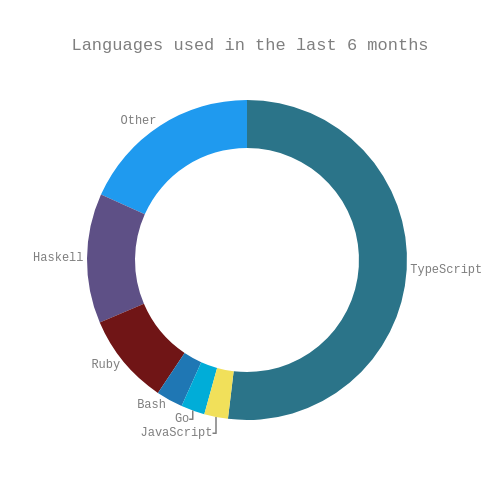 Languages used in the last 6 months
Other
TypeScript
Haskell
Ruby
Bash
Go
JavaScript